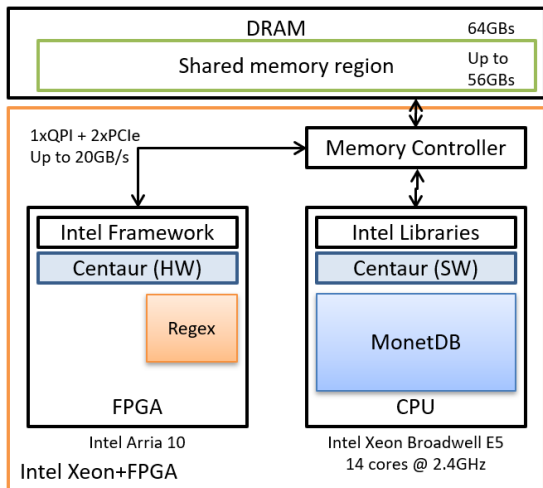 DRAM
64GBs
Shared memory region
Up to
56GBs
1xQPI + 2xPCIe
Up to 20GB/s
Memory Controller
Intel Framework
Centaur (HW)
Regex
FPGA
Intel Arria 10
Intel Libraries
Centaur (SW)
MonetDB
CPU
Intel Xeon Broadwell E5
14 cores @ 2.4GHz
Intel Xeon+FPGA